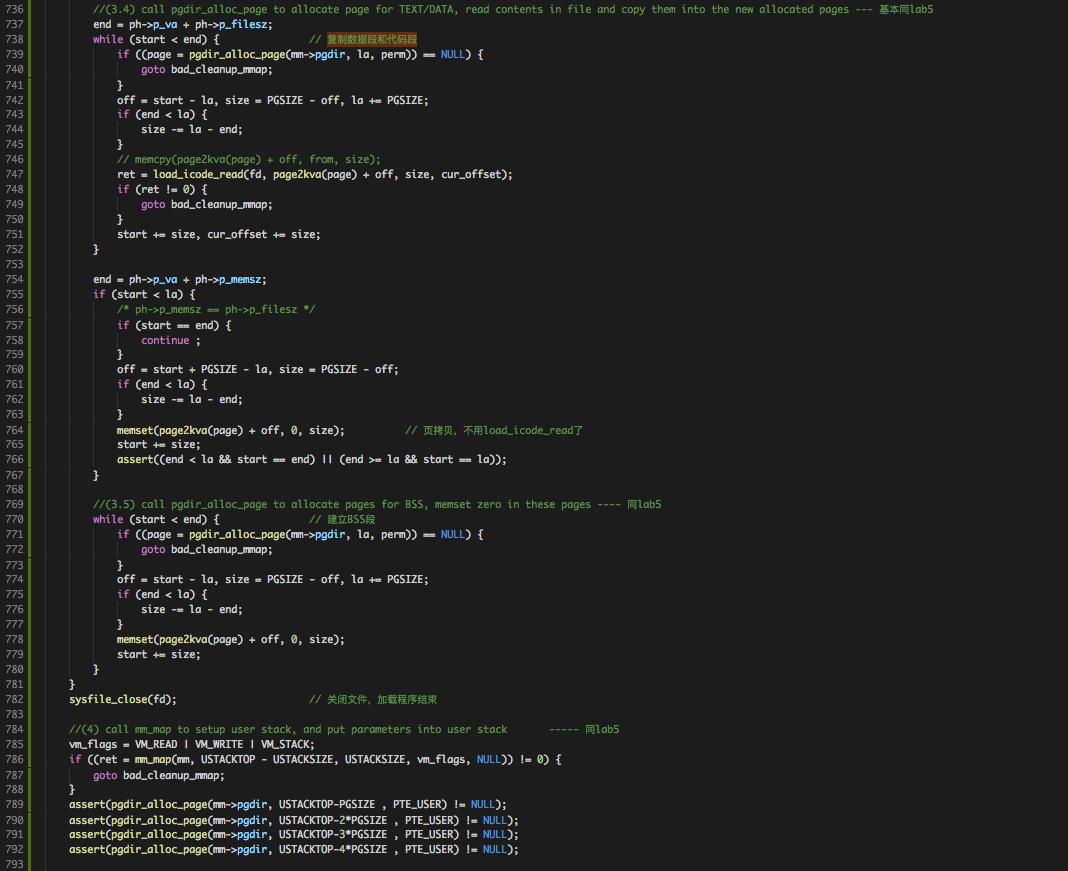 736 //(3.4) call pgdir_alloc_page to allocate page for TEXT/DATA, read contents in file and copy them into the new allocated pages --- 基本同lab5
737 end = ph->p_va + ph->p_filesz;
738 while (start < end) { // 复制数据段和代码段
739 if ((page = pgdir_alloc_page(mm->pgdir, la, perm)) == NULL) {
740 goto bad_cleanup_mmap;
741 }
742 off = start - la, size = PGSIZE - off, la += PGSIZE;
743 if (end < la) {
744 size -= la - end;
745 }
746 // memcpy(page2kva(page) + off, from, size);
747 ret = load_icode_read(fd, page2kva(page) + off, size, cur_offset);
748 if (ret != 0) {
749 goto bad_cleanup_mmap;
750 }
751 start += size, cur_offset += size;
752 }
753
754 end = ph->p_va + ph->p_memsz;
755 if (start < la) {
756 /* ph->p_memsz == ph->p_filesz */
757 if (start == end) {
758 continue ;
759 }
760 off = start + PGSIZE - la, size = PGSIZE - off;
761 if (end < la) {
762 size -= la - end;
763 }
764 memset(page2kva(page) + off, 0, size); // 页拷贝，不用load_icode_read了
765 start += size;
766 assert((end < la && start == end) || (end >= la && start == la));
767 }
768
769 //(3.5) call pgdir_alloc_page to allocate pages for BSS, memset zero in these pages ---- 同lab5
770 while (start < end) { // 建立BSS段
771 if ((page = pgdir_alloc_page(mm->pgdir, la, perm)) == NULL) {
772 goto bad_cleanup_mmap;
773 }
774 off = start - la, size = PGSIZE - off, la += PGSIZE;
775 if (end < la) {
776 size -= la - end;
777 }
778 memset(page2kva(page) + off, 0, size);
779 start += size;
780 }
781 }
782 sysfile_close(fd); // 关闭文件，加载程序结束
783
784 //(4) call mm_map to setup user stack, and put parameters into user stack ----- 同lab5
785 vm_flags = VM_READ | VM_WRITE | VM_STACK;
786 if ((ret = mm_map(mm, USTACKTOP - USTACKSIZE, USTACKSIZE, vm_flags, NULL)) != 0) {
787 goto bad_cleanup_mmap;
788 }
789 assert(pgdir_alloc_page(mm->pgdir, USTACKTOP-PGSIZE , PTE_USER) != NULL);
790 assert(pgdir_alloc_page(mm->pgdir, USTACKTOP-2*PGSIZE , PTE_USER) != NULL);
791 assert(pgdir_alloc_page(mm->pgdir, USTACKTOP-3*PGSIZE , PTE_USER) != NULL);
792 assert(pgdir_alloc_page(mm->pgdir, USTACKTOP-4*PGSIZE , PTE_USER) != NULL);
793